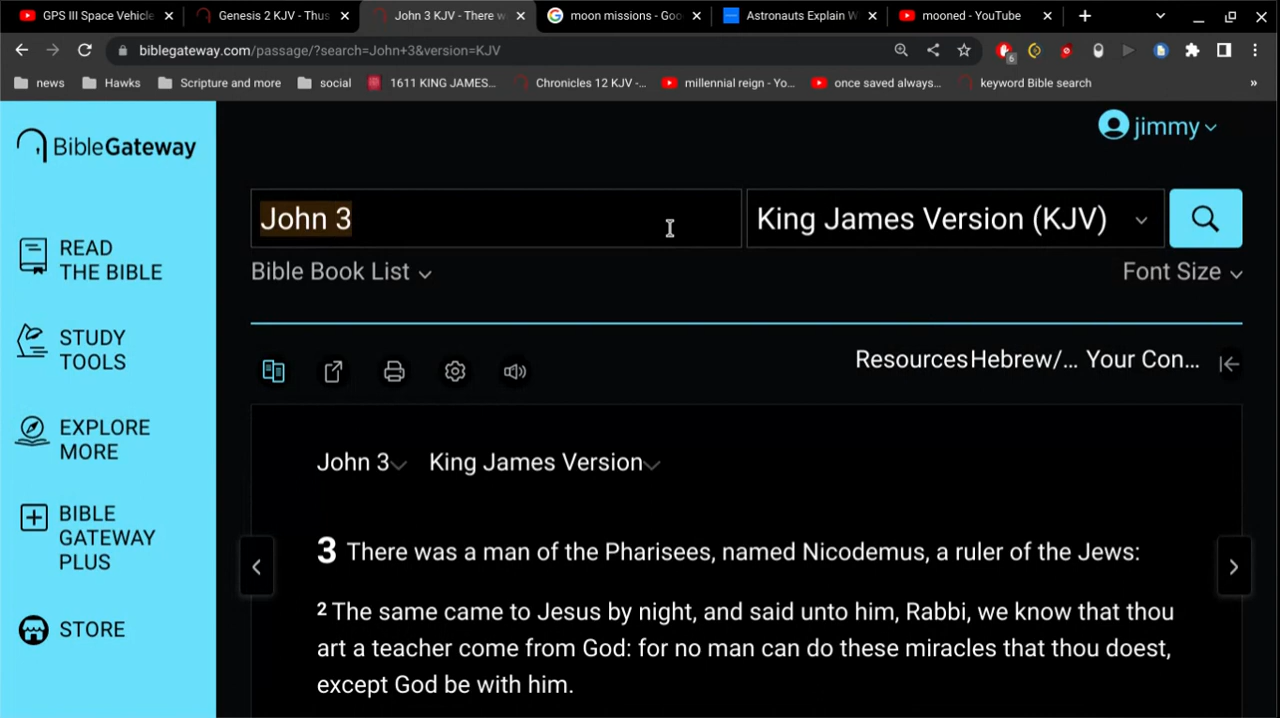 GPS III Space Vehicle
Genesis 2 KJV - Thus
John 3 KJV - There w
moon missions - Goo
Astronauts Explain W
mooned - YouTube
biblegateway.com/passage/?search=John+3&version=KJV
6
news
Hawks
Scripture and more
social
1611 KING JAMES...
Chronicles 12 KJV -...
millennial reign - Yo...
once saved always...
keyword Bible search
»
BibleGateway
jimmy
John 3
King James Version (KJV)
Bible Book List
Font Size
READ
THE BIBLE
STUDY
TOOLS
EXPLORE
MORE
BIBLE
GATEWAY
PLUS
STORE
Resources Hebrew/... Your Con...
John 3 King James Version
3 There was a man of the Pharisees, named Nicodemus, a ruler of the Jews:
2 The same came to Jesus by night, and said unto him, Rabbi, we know that thou
art a teacher come from God: for no man can do these miracles that thou doest,
except God be with him.